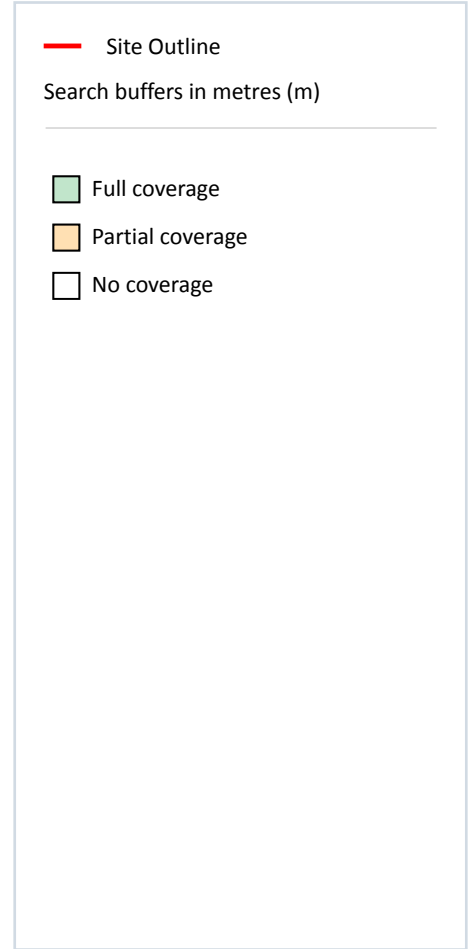 Site Outline
Search buffers in metres (m)
Full coverage
Partial coverage
No coverage